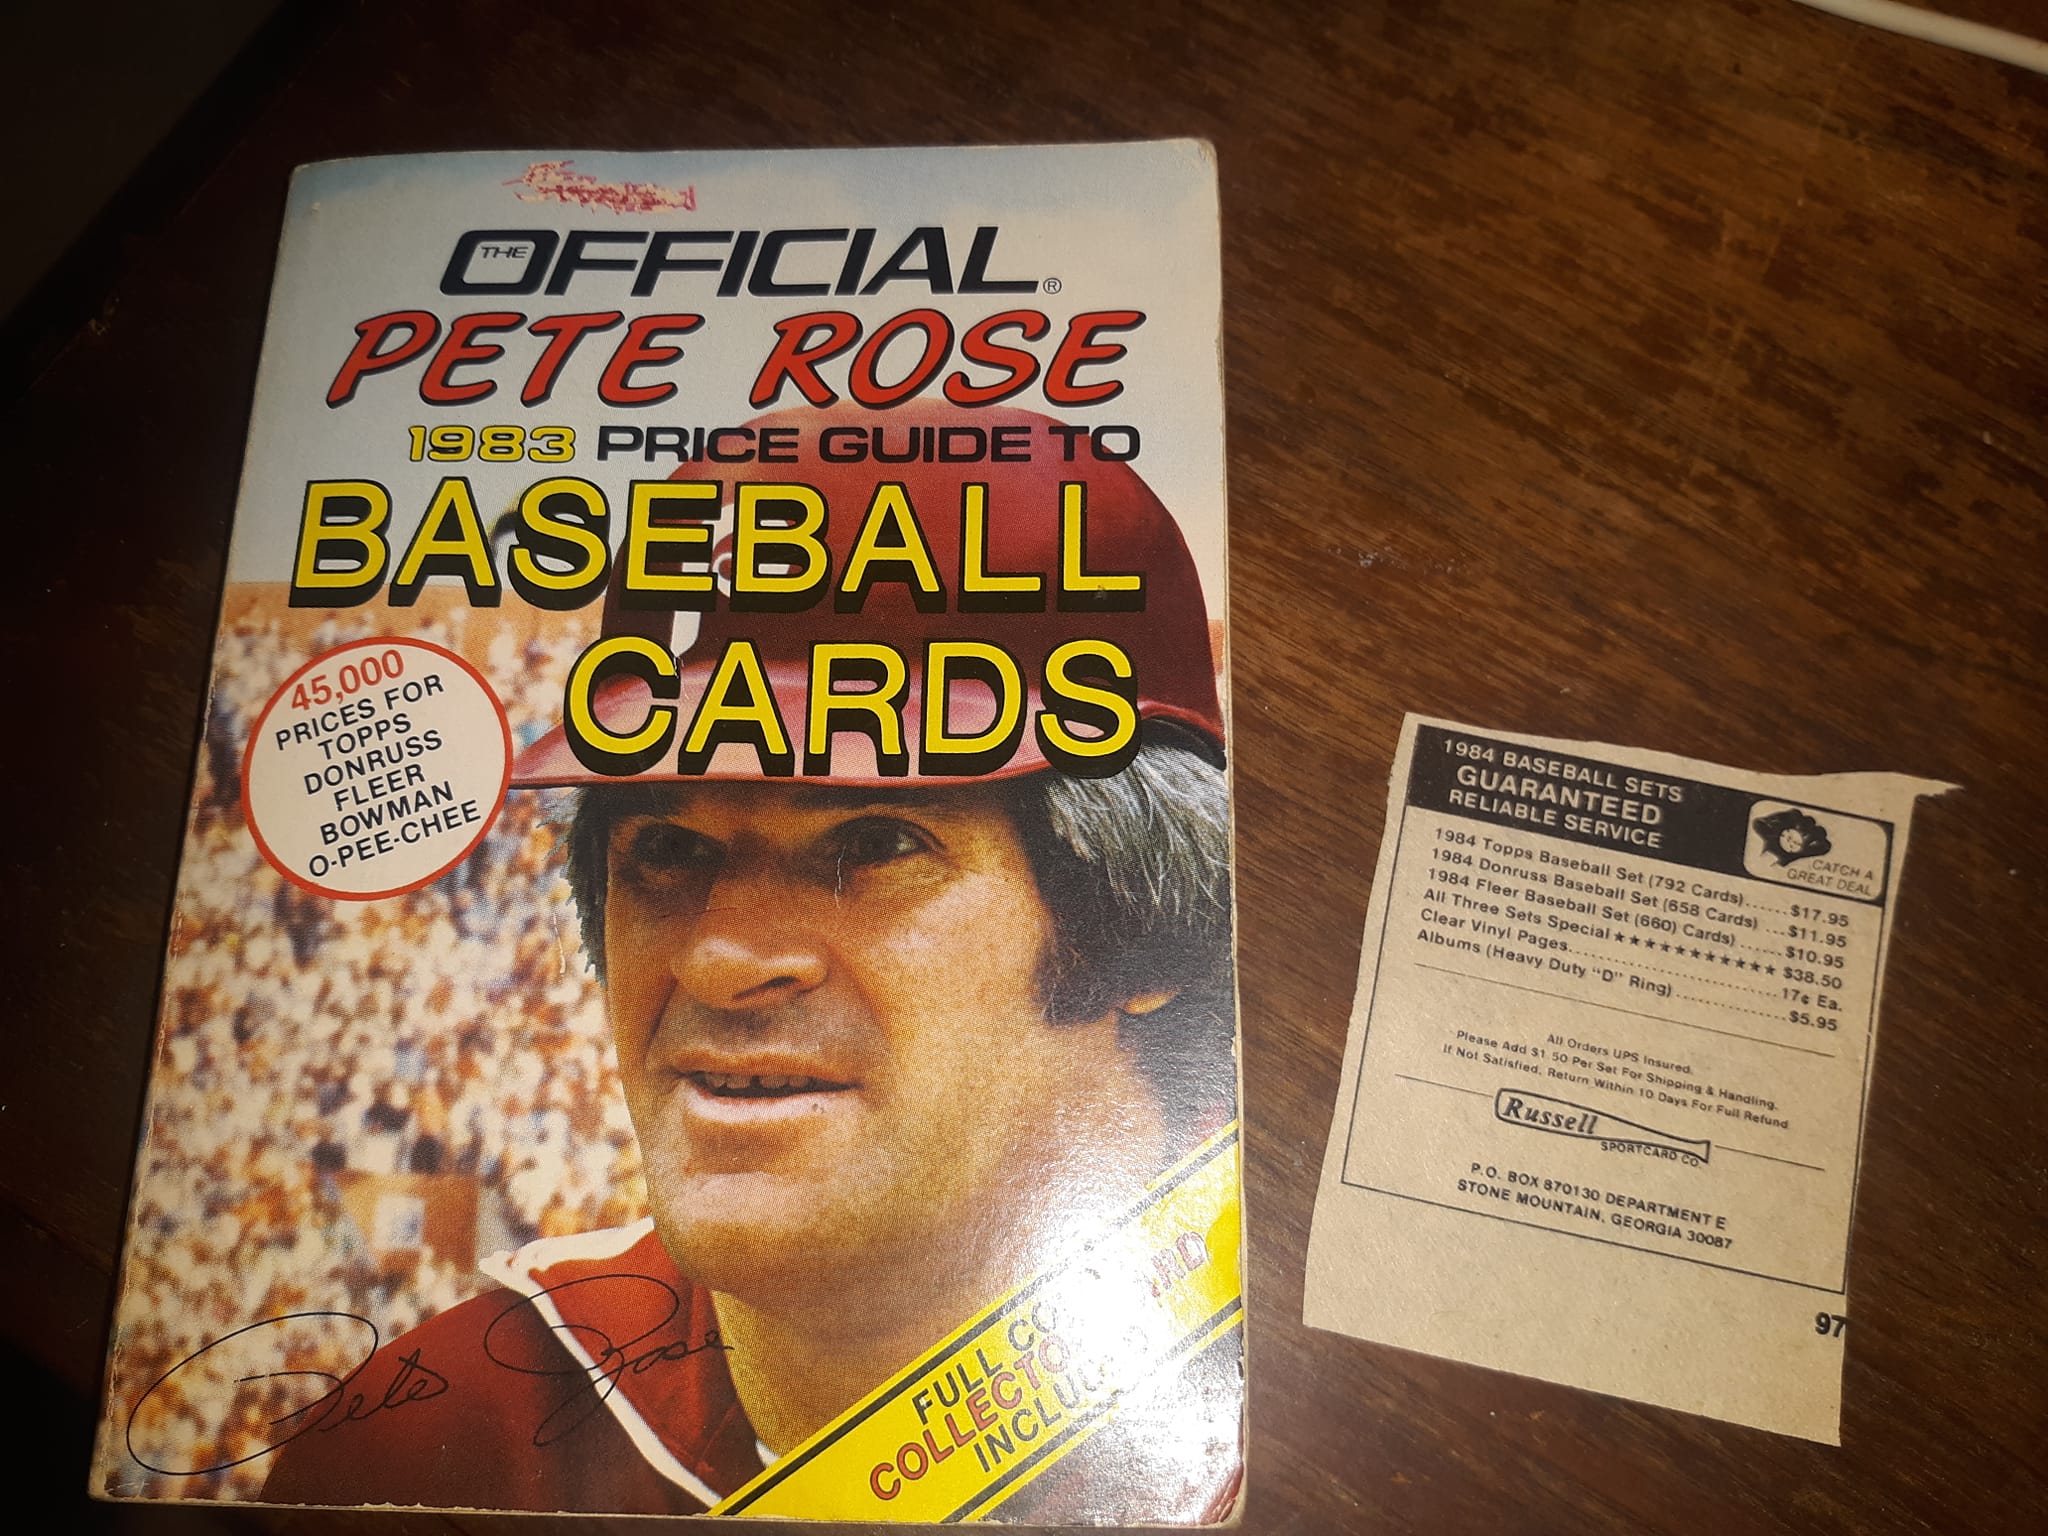 THE OFFICIAL®
PETE ROSE
1983 PRICE GUIDE TO
BASEBALL
CARDS
45,000
PRICES FOR
TOPPS
DONRUSS
FLEER
BOWMAN
O-PEE-CHEE
Pete Rose
FULL
1984 BASEBALL SETS
GUARANTEED
RELIABLE SERVICE
CATCH A
GREAT DEAL
1984 Topps Baseball Set (792 Cards)......$17.95
1984 Donruss Baseball Set (658 Cards) ...$11.95
1984 Fleer Baseball Set (660) Cards) ......$10.95
All Three Sets Special ★★★★★★★★★★★ $38.50
Clear Vinyl Pages.............................17¢ Ea.
Albums (Heavy Duty "D" Ring) ...............$5.95
All Orders UPS Insured.
Please Add $1.50 Per Set For Shipping & Handling.
If Not Satisfied, Return Within 10 Days For Full Refund
Russell
SPORTCARD CO.
P.O. BOX 870130 DEPARTMENT E
STONE MOUNTAIN, GEORGIA 30087
97